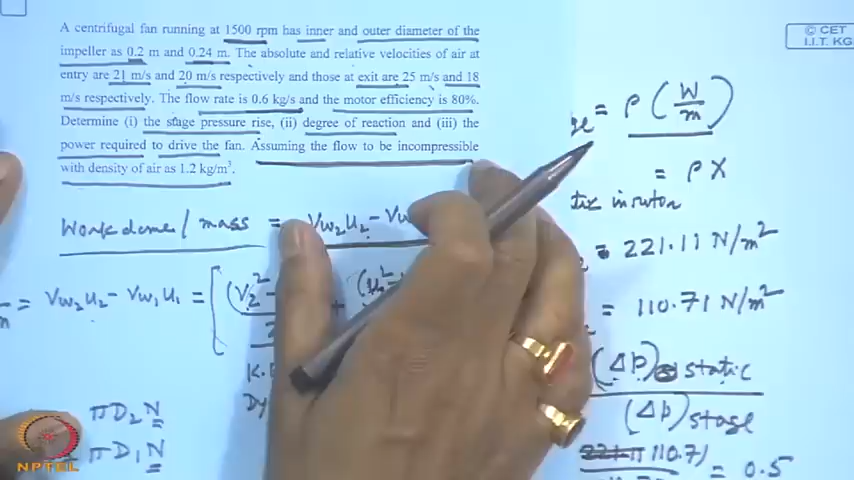 © CET
I.I.T. KG
A centrifugal fan running at 1500 rpm has inner and outer diameter of the
impeller as 0.2 m and 0.24 m. The absolute and relative velocities of air at
entry are 21 m/s and 20 m/s respectively and those at exit are 25 m/s and 18
m/s respectively. The flow rate is 0.6 kg/s and the motor efficiency is 80%.
Determine (i) the stage pressure rise, (ii) degree of reaction and (iii) the
power required to drive the fan. Assuming the flow to be incompressible
with density of air as 1.2 kg/m³.
Work done / mass = Vw₂U₂ - Vw
= Vw₂U₂ - Vw₁U₁ = [ (V₂² - +
πD₂N
πD₁N
= ρ (W/m)
= ρ X
= 221.11 N/m²
= 110.71 N/m²
(Δp) static
(Δp) stage
110.71 = 0.5
NPTEL